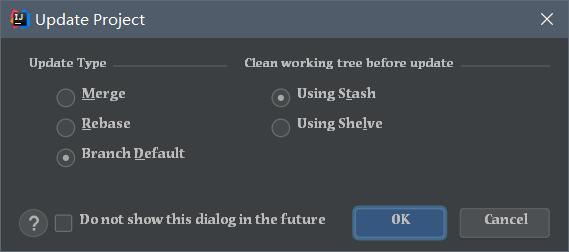 IJ
Update Project
Update Type
Clean working tree before update
Merge
Using Stash
Rebase
Using Shelve
Branch Default
?
Do not show this dialog in the future
OK
Cancel